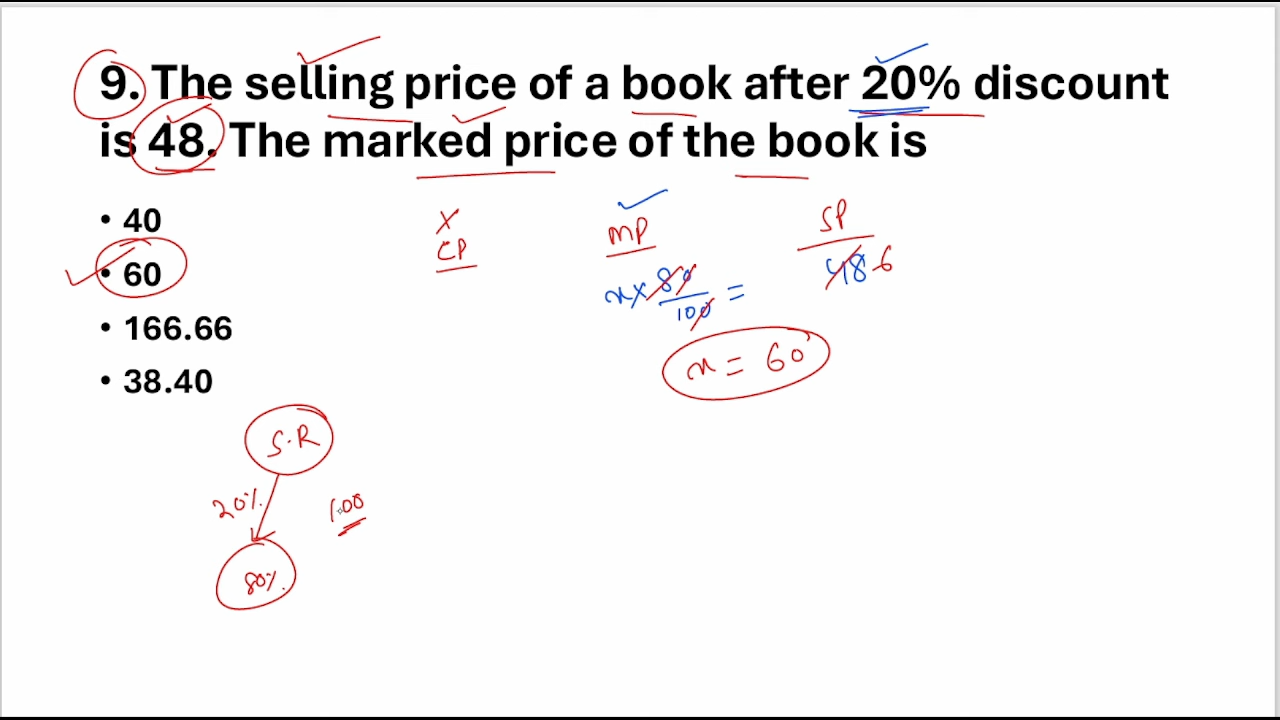 9. The selling price of a book after 20% discount
is 48. The marked price of the book is
• 40
• 60
• 166.66
• 38.40
X
CP
MP
SP
x × 80/100 =
48 6
x = 60
S.R
20%
100
80%